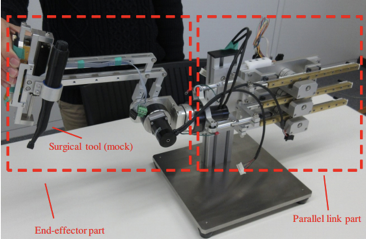 Surgical tool (mock)
End-effector part
Parallel link part